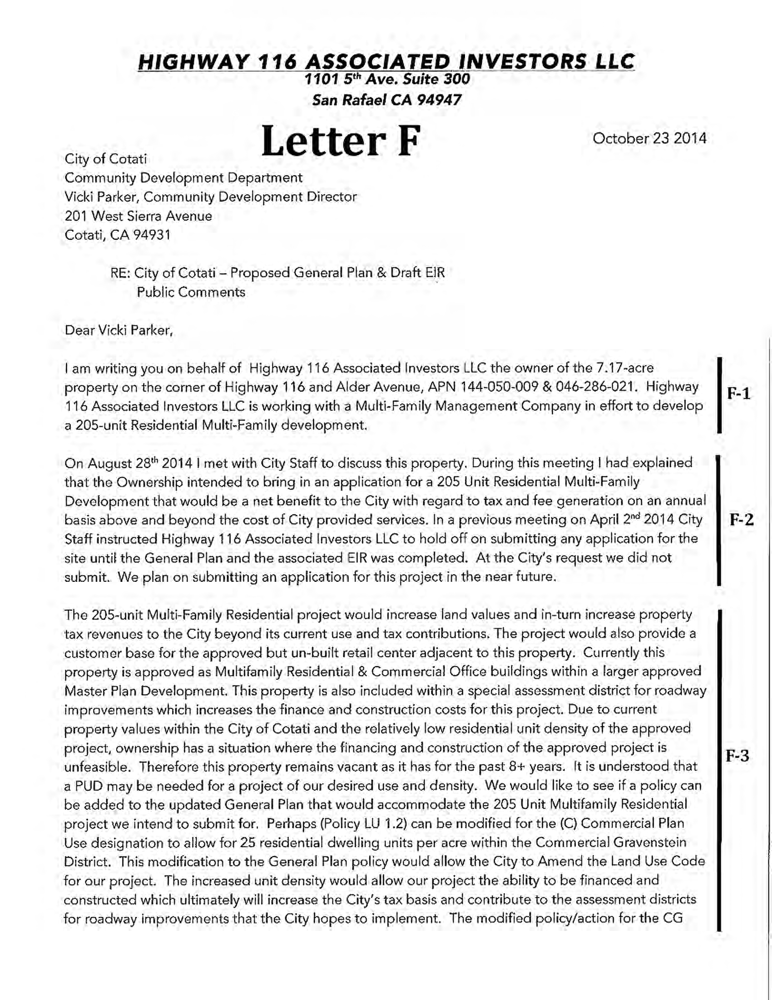 HIGHWAY 116 ASSOCIATED INVESTORS LLC
1101 5th Ave. Suite 300
San Rafael CA 94947
Letter F
October 23 2014
City of Cotati
Community Development Department
Vicki Parker, Community Development Director
201 West Sierra Avenue
Cotati, CA 94931
RE: City of Cotati – Proposed General Plan & Draft EIR
Public Comments
Dear Vicki Parker,
I am writing you on behalf of Highway 116 Associated Investors LLC the owner of the 7.17-acre
property on the corner of Highway 116 and Alder Avenue, APN 144-050-009 & 046-286-021. Highway
116 Associated Investors LLC is working with a Multi-Family Management Company in effort to develop
a 205-unit Residential Multi-Family development.
F-1
On August 28th 2014 I met with City Staff to discuss this property. During this meeting I had explained
that the Ownership intended to bring in an application for a 205 Unit Residential Multi-Family
Development that would be a net benefit to the City with regard to tax and fee generation on an annual
basis above and beyond the cost of City provided services. In a previous meeting on April 2nd 2014 City
Staff instructed Highway 116 Associated Investors LLC to hold off on submitting any application for the
site until the General Plan and the associated EIR was completed. At the City's request we did not
submit. We plan on submitting an application for this project in the near future.
F-2
The 205-unit Multi-Family Residential project would increase land values and in-turn increase property
tax revenues to the City beyond its current use and tax contributions. The project would also provide a
customer base for the approved but un-built retail center adjacent to this property. Currently this
property is approved as Multifamily Residential & Commercial Office buildings within a larger approved
Master Plan Development. This property is also included within a special assessment district for roadway
improvements which increases the finance and construction costs for this project. Due to current
property values within the City of Cotati and the relatively low residential unit density of the approved
project, ownership has a situation where the financing and construction of the approved project is
unfeasible. Therefore this property remains vacant as it has for the past 8+ years. It is understood that
a PUD may be needed for a project of our desired use and density. We would like to see if a policy can
be added to the updated General Plan that would accommodate the 205 Unit Multifamily Residential
project we intend to submit for. Perhaps (Policy LU 1.2) can be modified for the (C) Commercial Plan
Use designation to allow for 25 residential dwelling units per acre within the Commercial Gravenstein
District. This modification to the General Plan policy would allow the City to Amend the Land Use Code
for our project. The increased unit density would allow our project the ability to be financed and
constructed which ultimately will increase the City's tax basis and contribute to the assessment districts
for roadway improvements that the City hopes to implement. The modified policy/action for the CG
F-3